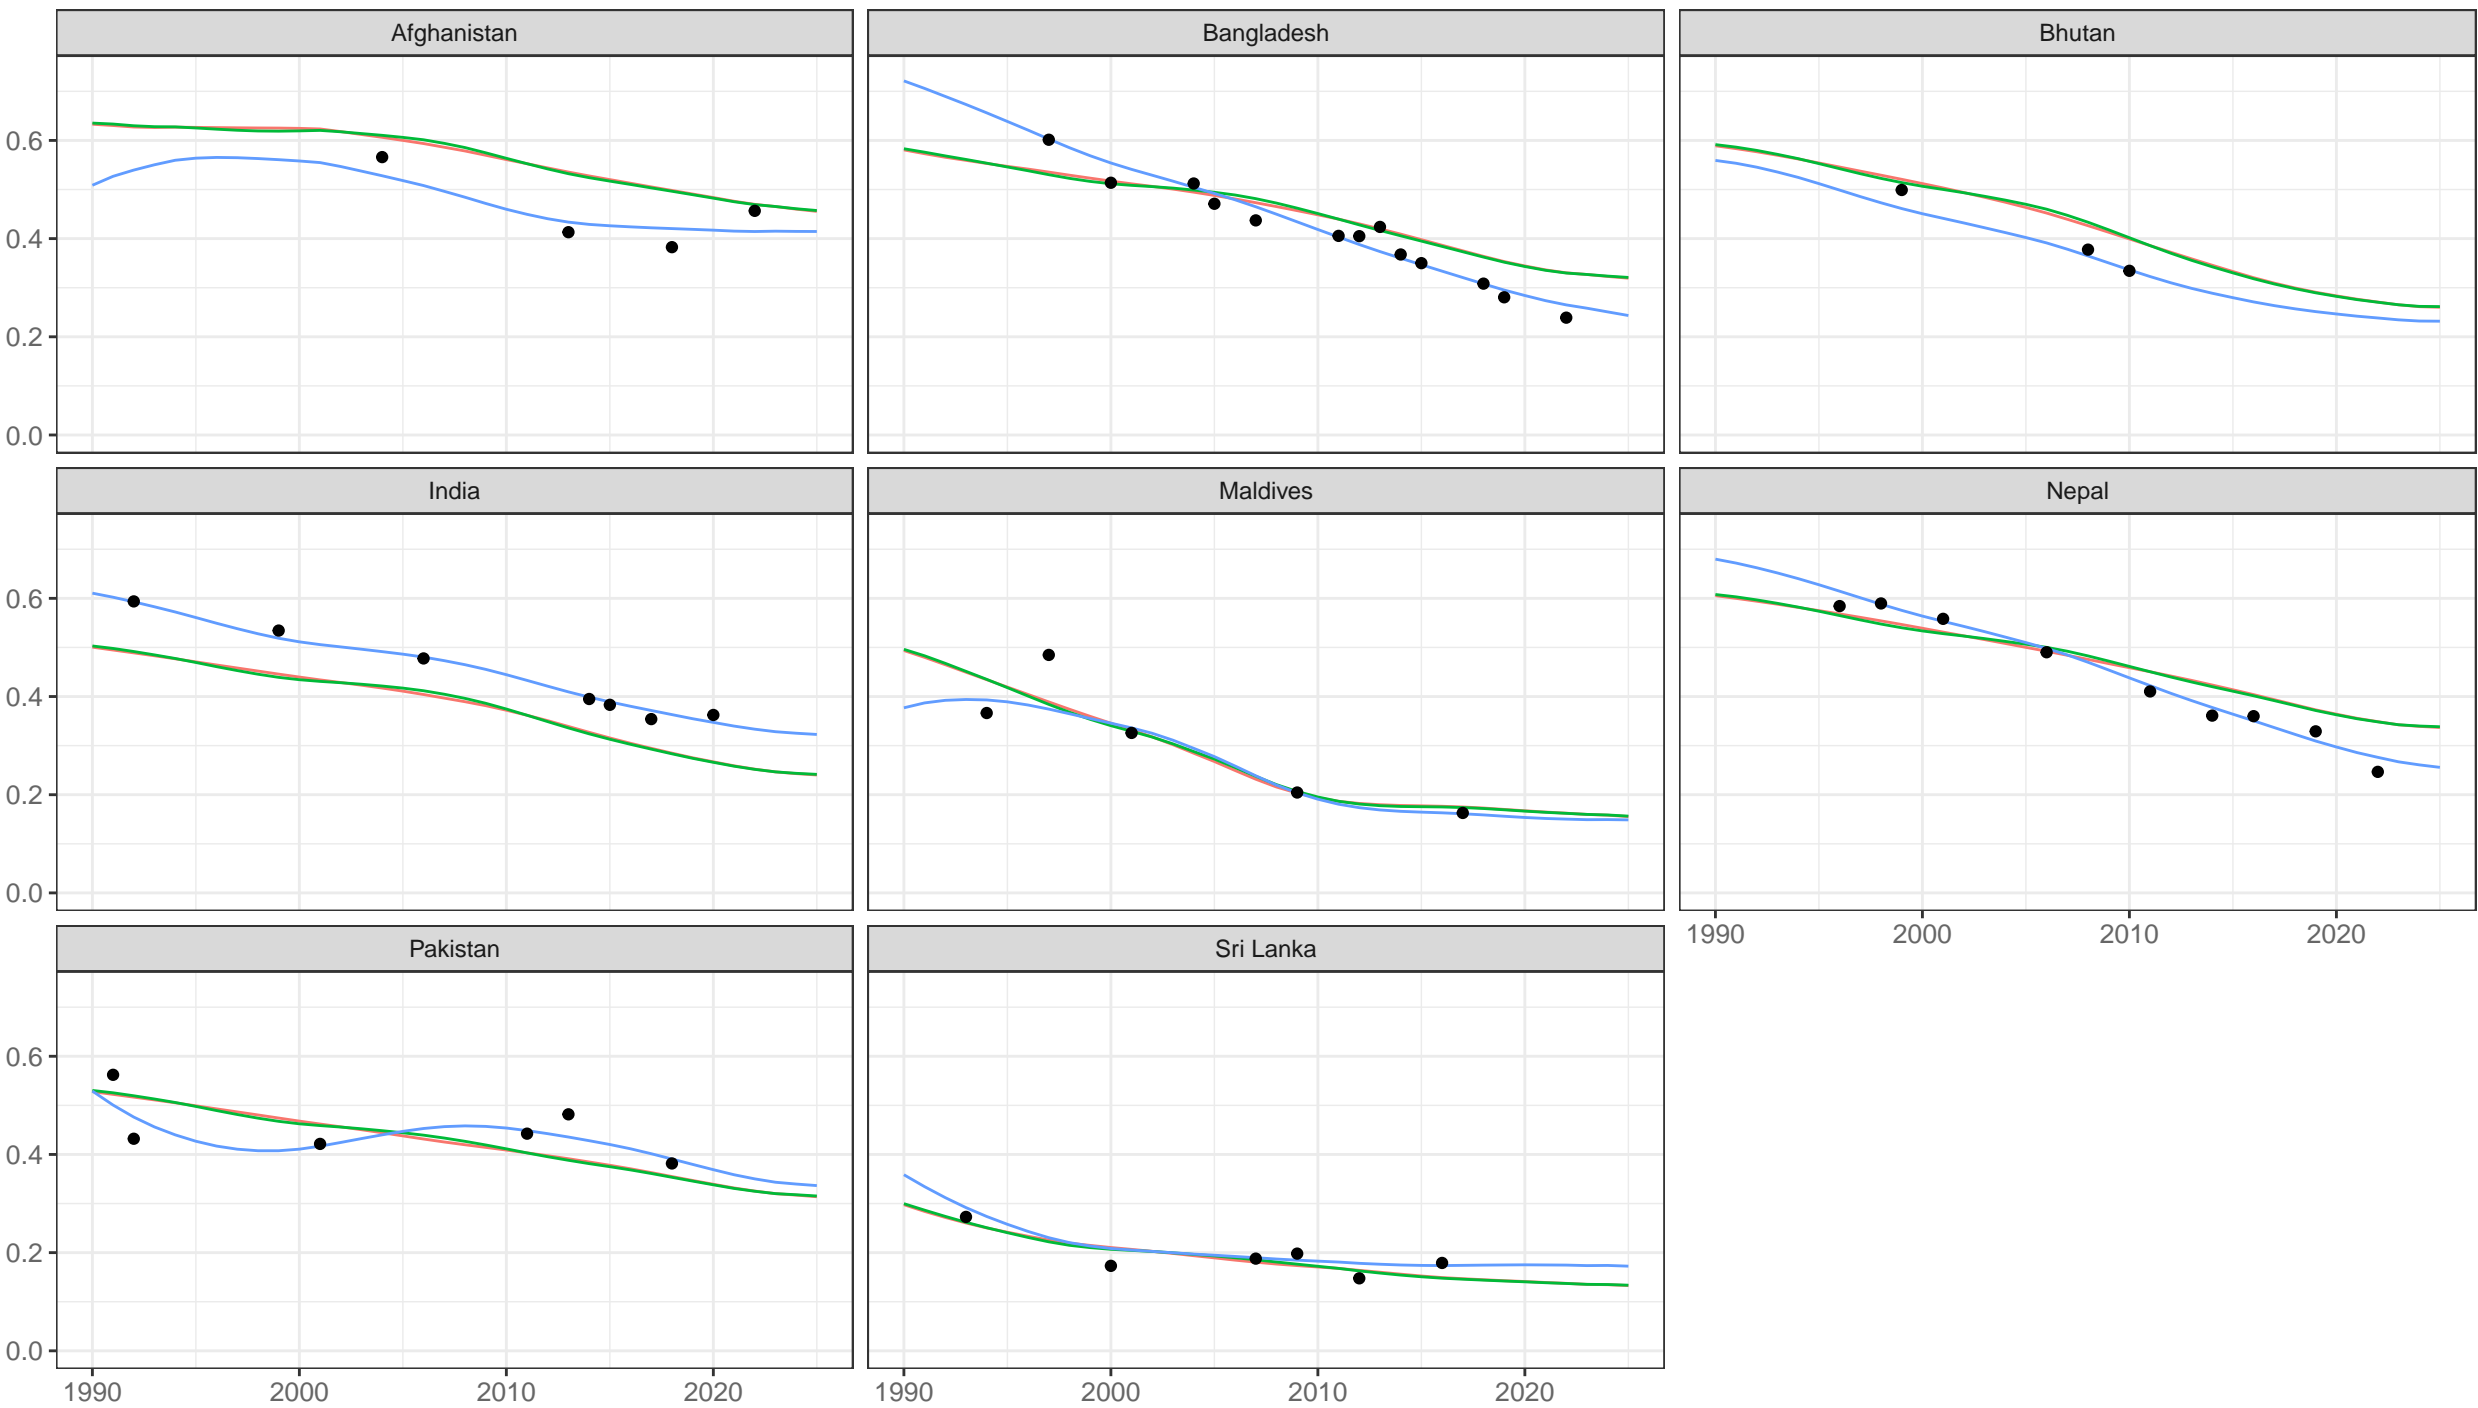 Afghanistan Bangladesh Bhutan
0.6
0.4
0.2
0.0
India Maldives Nepal
0.6
0.4
0.2
0.0
1990 2000 2010 2020
Pakistan Sri Lanka
0.6
0.4
0.2
0.0
1990 2000 2010 2020 1990 2000 2010 2020